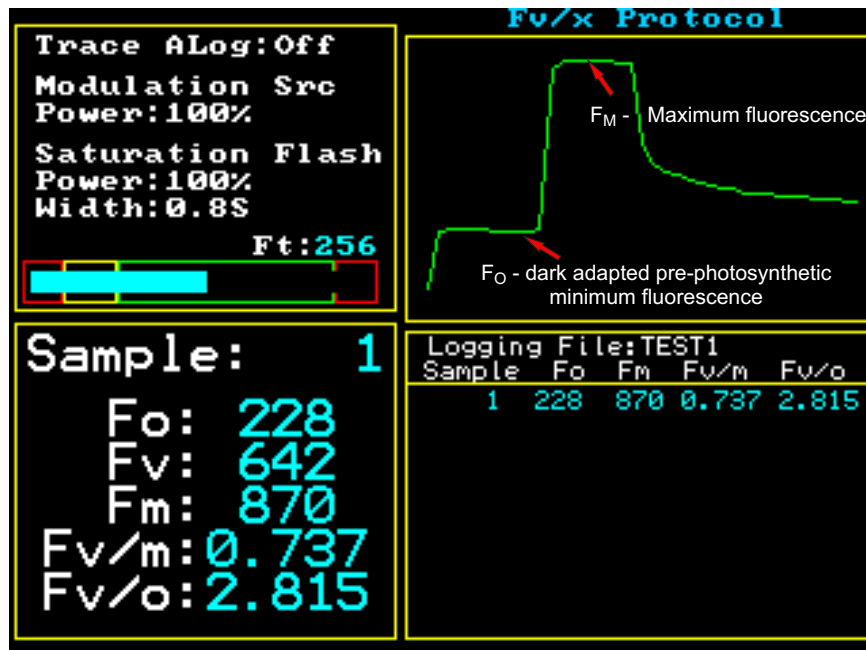 Fv/x Protocol
Trace ALog:Off
Modulation Src
Power:100%
Saturation Flash
Power:100%
Width:0.8S
Ft:256
FM - Maximum fluorescence
FO - dark adapted pre-photosynthetic
minimum fluorescence
Sample: 1
Fo: 228
Fv: 642
Fm: 870
Fv/m:0.737
Fv/o:2.815
Logging File:TEST1
Sample Fo Fm Fv/m Fv/o
1 228 870 0.737 2.815